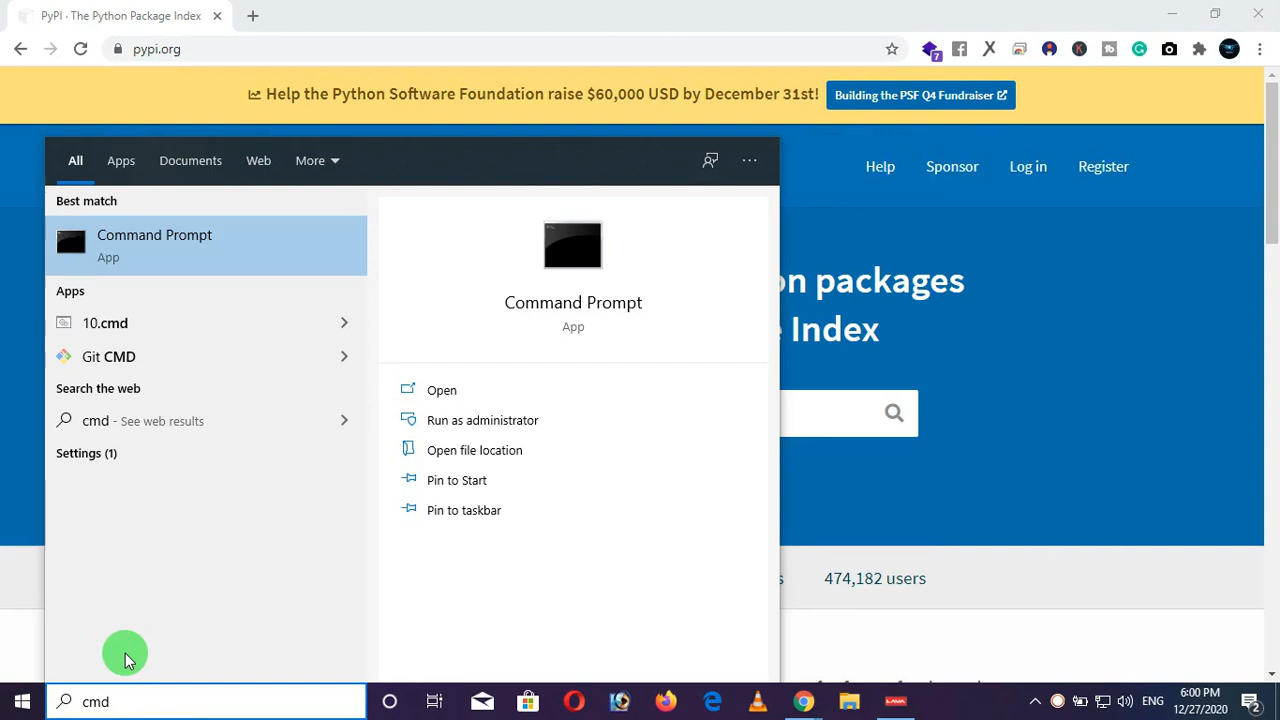 PyPI · The Python Package Index
pypi.org
7
Help the Python Software Foundation raise $60,000 USD by December 31st!
Building the PSF Q4 Fundraiser
Help
Sponsor
Log in
Register
All
Apps
Documents
Web
More
Best match
Command Prompt
App
Apps
10.cmd
Git CMD
Search the web
cmd - See web results
Settings (1)
Command Prompt
App
Open
Run as administrator
Open file location
Pin to Start
Pin to taskbar
packages
Index
474,182 users
cmd
LAVA
ENG
6:00 PM
12/27/2020
2